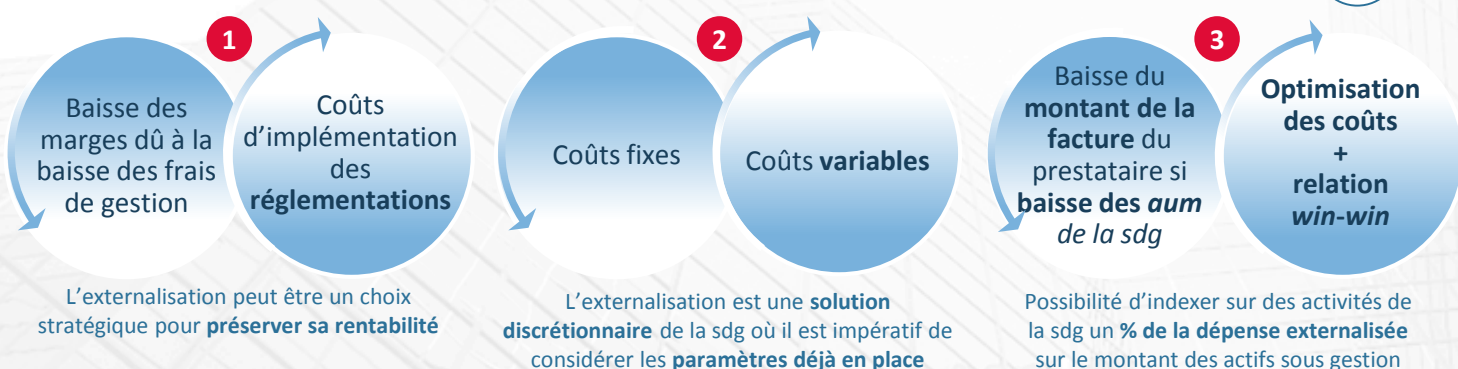 1
Baisse des
marges dû à la
baisse des frais
de gestion
Coûts
d'implémentation
des
réglementations
L'externalisation peut être un choix
stratégique pour préserver sa rentabilité
2
Coûts fixes
Coûts variables
L'externalisation est une solution
discrétionnaire de la sdg où il est impératif de
considérer les paramètres déjà en place
3
Baisse du
montant de la
facture du
prestataire si
baisse des aum
de la sdg
Optimisation
des coûts
+
relation
win-win
Possibilité d'indexer sur des activités de
la sdg un % de la dépense externalisée
sur le montant des actifs sous gestion